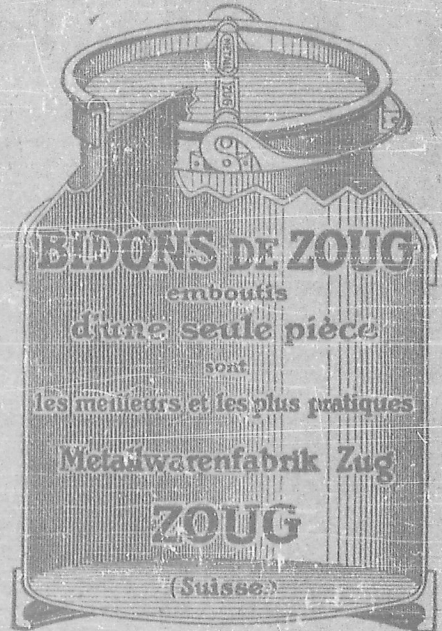 BIDONS DE ZOUG
emboutis
d'une seule pièce
sont
les meilleurs et les plus pratiques
Metallwarenfabrik Zug
ZOUG
(Suisse)